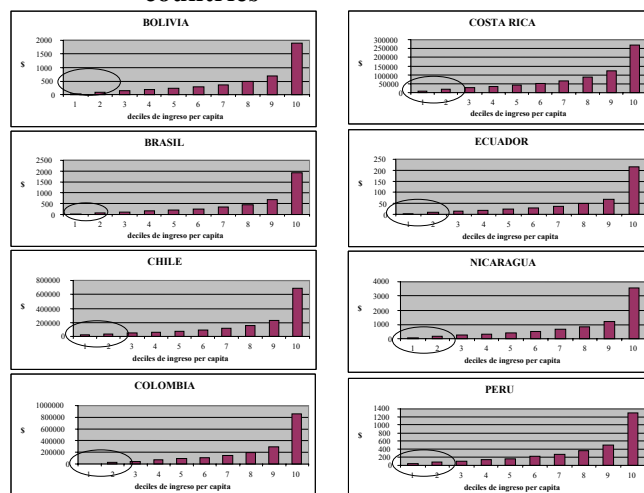 countries
BOLIVIA
2000
1500
1000
500
0
$
1 2 3 4 5 6 7 8 9 10
deciles de ingreso per capita
BRASIL
2500
2000
1500
1000
500
0
$
1 2 3 4 5 6 7 8 9 10
deciles de ingreso per capita
CHILE
800000
600000
400000
200000
0
$
1 2 3 4 5 6 7 8 9 10
deciles de ingreso per capita
COLOMBIA
1000000
800000
600000
400000
200000
0
$
1 2 3 4 5 6 7 8 9 10
deciles de ingreso per capita
COSTA RICA
300000
250000
200000
150000
100000
50000
0
$
1 2 3 4 5 6 7 8 9 10
deciles de ingreso per capita
ECUADOR
250
200
150
100
50
0
$
1 2 3 4 5 6 7 8 9 10
deciles de ingreso per capita
NICARAGUA
4000
3000
2000
1000
0
$
1 2 3 4 5 6 7 8 9 10
deciles de ingreso per capita
PERU
1400
1200
1000
800
600
400
200
0
$
1 2 3 4 5 6 7 8 9 10
deciles de ingreso per capita